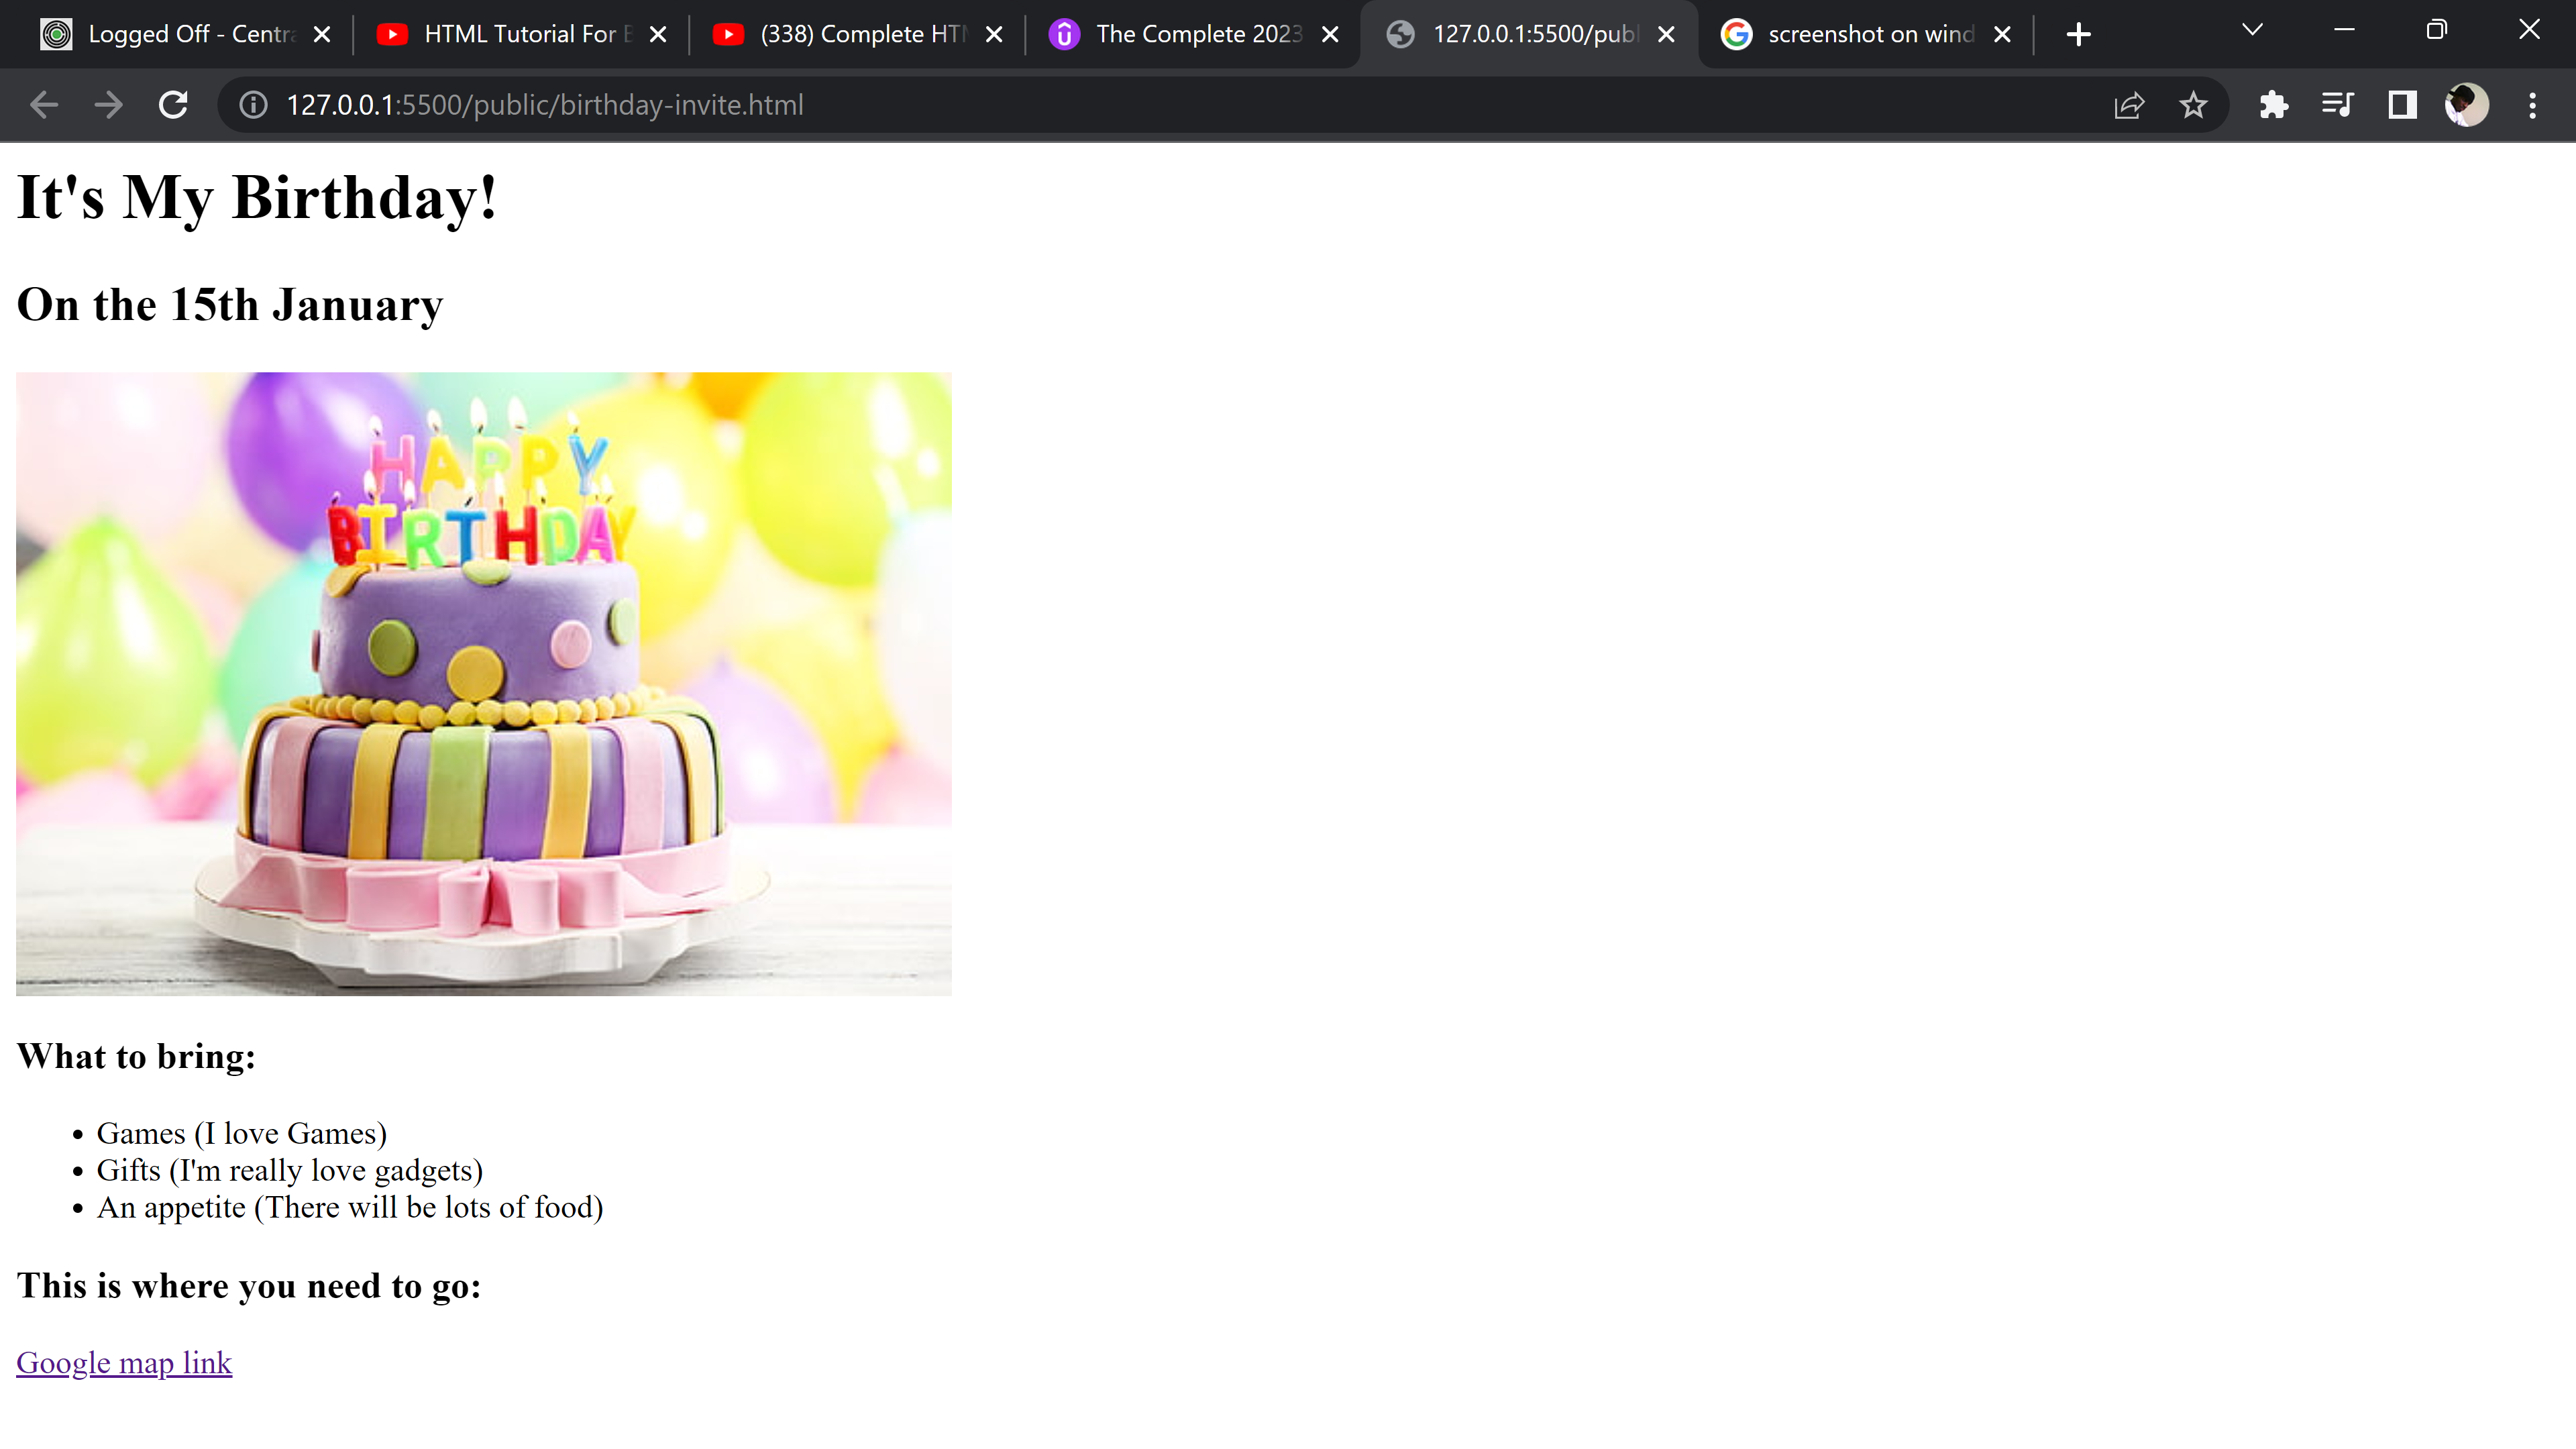 Logged Off - Centra
HTML Tutorial For B
(338) Complete HTM
The Complete 2023
127.0.0.1:5500/publ
screenshot on wind
127.0.0.1:5500/public/birthday-invite.html
It's My Birthday!
On the 15th January
HAPPY
BIRTHDAY
What to bring:
• Games (I love Games)
• Gifts (I'm really love gadgets)
• An appetite (There will be lots of food)
This is where you need to go:
Google map link